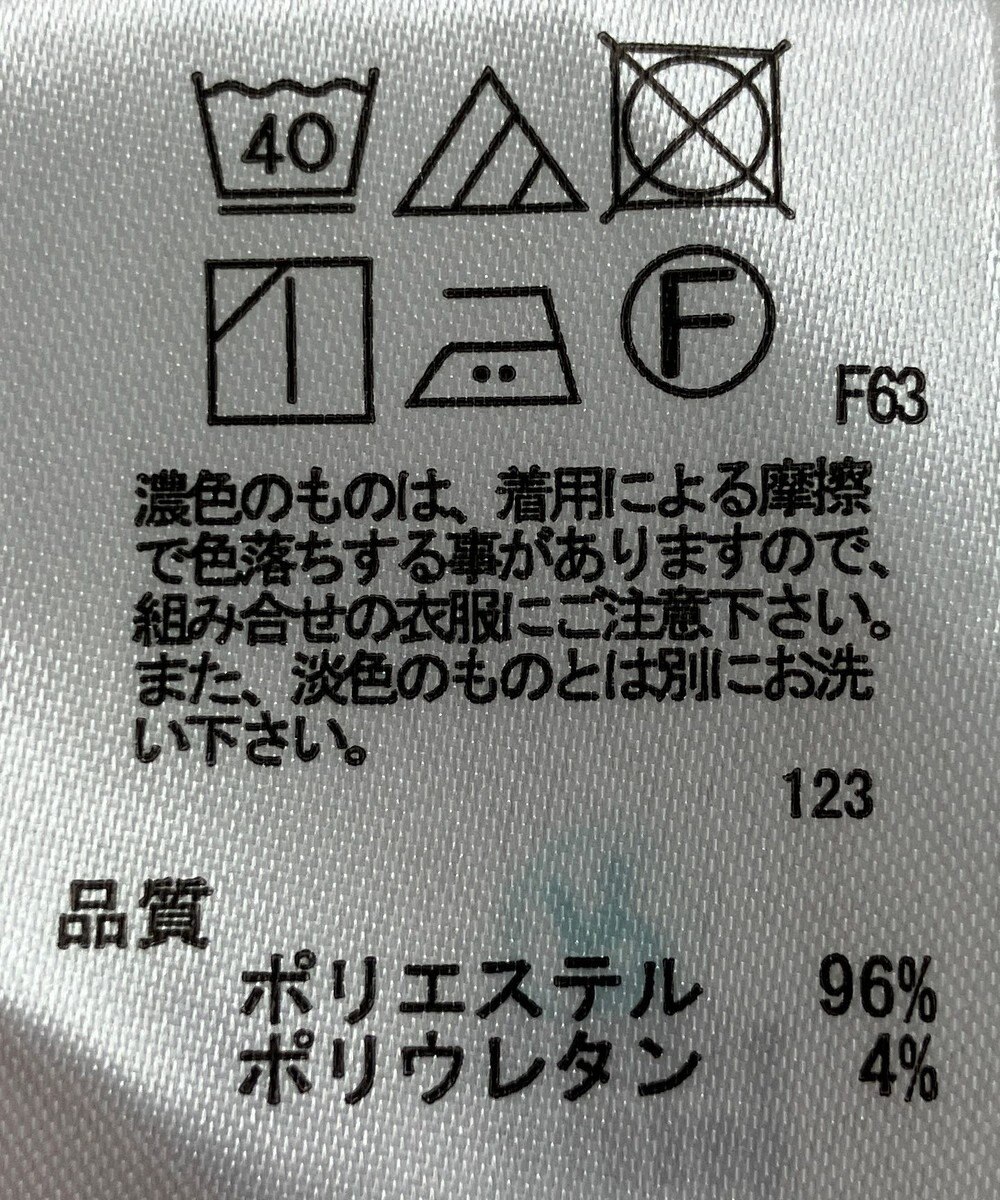 40
F
F63
濃色のものは、着用による摩擦
で色落ちする事がありますので、
組み合せの衣服にご注意下さい。
また、淡色のものとは別にお洗
い下さい。
123
品質
ポリエステル 96%
ポリウレタン 4%